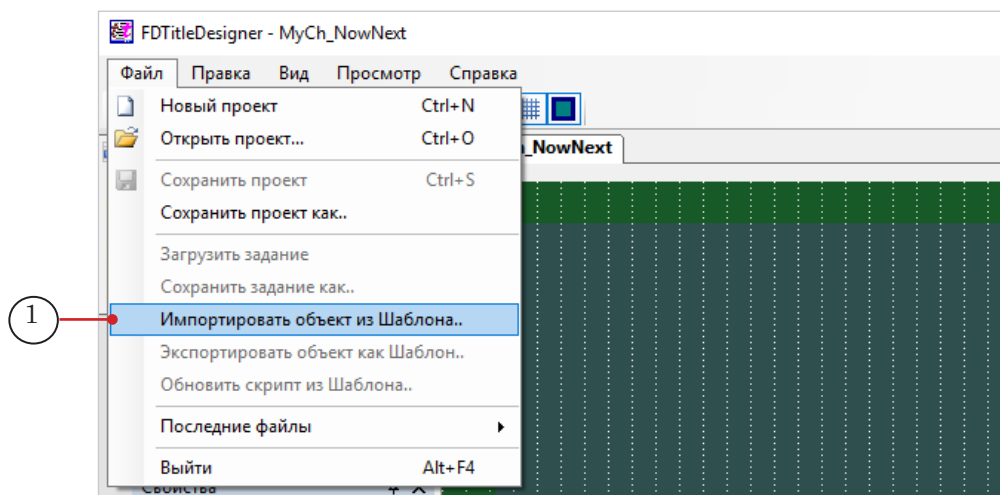 FDTitleDesigner - MyCh_NowNext
Файл Правка Вид Просмотр Справка
Новый проект Ctrl+N
Открыть проект... Ctrl+O
_NowNext
Сохранить проект Ctrl+S
Сохранить проект как..
Загрузить задание
Сохранить задание как..
1 Импортировать объект из Шаблона..
Экспортировать объект как Шаблон..
Обновить скрипт из Шаблона..
Последние файлы
Выйти Alt+F4
Свойства